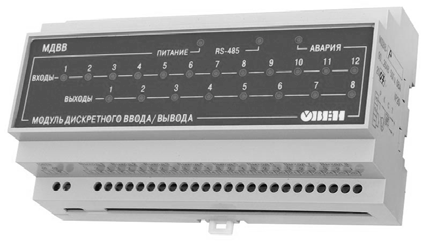 МДВВ
ПИТАНИЕ RS-485 АВАРИЯ
ВХОДЫ 1 2 3 4 5 6 7 8 9 10 11 12
ВЫХОДЫ 1 2 3 4 5 6 7 8
МОДУЛЬ ДИСКРЕТНОГО ВВОДА/ВЫВОДА ОВЕН